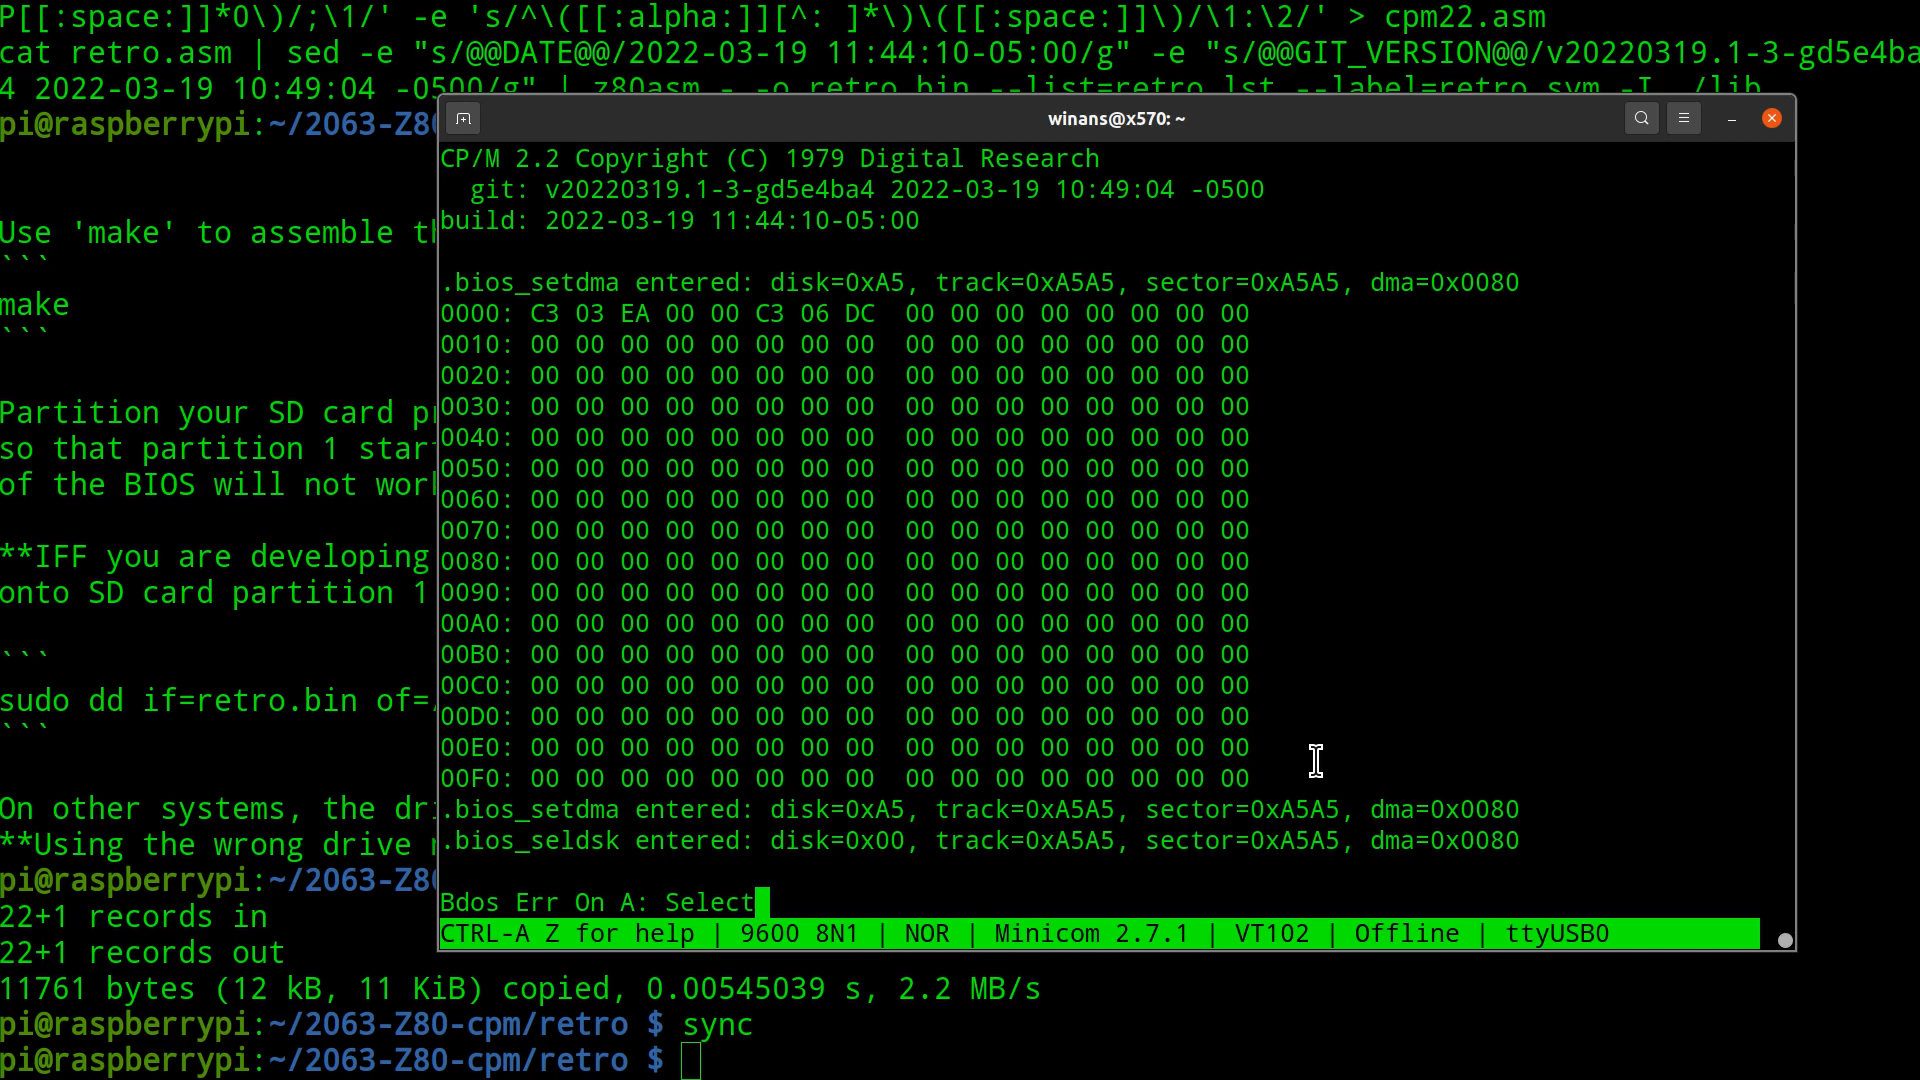 P[[:space:]]*0\)/;\1/' -e 's/^\([[:alpha:]][^: ]*\)\([[:space:]]\)/\1:\2/' > cpm22.asm
cat retro.asm | sed -e "s/@@DATE@@/2022-03-19 11:44:10-05:00/g" -e "s/@@GIT_VERSION@@/v20220319.1-3-gd5e4ba
4 2022-03-19 10:49:04 -0500/g" | z80asm - -o retro.bin --list=retro.lst --label=retro.sym -I ./lib
pi@raspberrypi:~/2063-Z80
Use 'make' to assemble t
```
make
```
Partition your SD card p
so that partition 1 star
of the BIOS will not wor
**IFF you are developing
onto SD card partition 1
```
sudo dd if=retro.bin of=
```
On other systems, the dr
**Using the wrong drive
pi@raspberrypi:~/2063-Z80
22+1 records in
22+1 records out
11761 bytes (12 kB, 11 KiB) copied, 0.00545039 s, 2.2 MB/s
pi@raspberrypi:~/2063-Z80-cpm/retro $ sync
pi@raspberrypi:~/2063-Z80-cpm/retro $
winans@x570: ~
CP/M 2.2 Copyright (C) 1979 Digital Research
  git: v20220319.1-3-gd5e4ba4 2022-03-19 10:49:04 -0500
build: 2022-03-19 11:44:10-05:00
.bios_setdma entered: disk=0xA5, track=0xA5A5, sector=0xA5A5, dma=0x0080
0000: C3 03 EA 00 00 C3 06 DC  00 00 00 00 00 00 00 00
0010: 00 00 00 00 00 00 00 00  00 00 00 00 00 00 00 00
0020: 00 00 00 00 00 00 00 00  00 00 00 00 00 00 00 00
0030: 00 00 00 00 00 00 00 00  00 00 00 00 00 00 00 00
0040: 00 00 00 00 00 00 00 00  00 00 00 00 00 00 00 00
0050: 00 00 00 00 00 00 00 00  00 00 00 00 00 00 00 00
0060: 00 00 00 00 00 00 00 00  00 00 00 00 00 00 00 00
0070: 00 00 00 00 00 00 00 00  00 00 00 00 00 00 00 00
0080: 00 00 00 00 00 00 00 00  00 00 00 00 00 00 00 00
0090: 00 00 00 00 00 00 00 00  00 00 00 00 00 00 00 00
00A0: 00 00 00 00 00 00 00 00  00 00 00 00 00 00 00 00
00B0: 00 00 00 00 00 00 00 00  00 00 00 00 00 00 00 00
00C0: 00 00 00 00 00 00 00 00  00 00 00 00 00 00 00 00
00D0: 00 00 00 00 00 00 00 00  00 00 00 00 00 00 00 00
00E0: 00 00 00 00 00 00 00 00  00 00 00 00 00 00 00 00
00F0: 00 00 00 00 00 00 00 00  00 00 00 00 00 00 00 00
.bios_setdma entered: disk=0xA5, track=0xA5A5, sector=0xA5A5, dma=0x0080
.bios_seldsk entered: disk=0x00, track=0xA5A5, sector=0xA5A5, dma=0x0080
Bdos Err On A: Select
CTRL-A Z for help | 9600 8N1 | NOR | Minicom 2.7.1 | VT102 | Offline | ttyUSB0